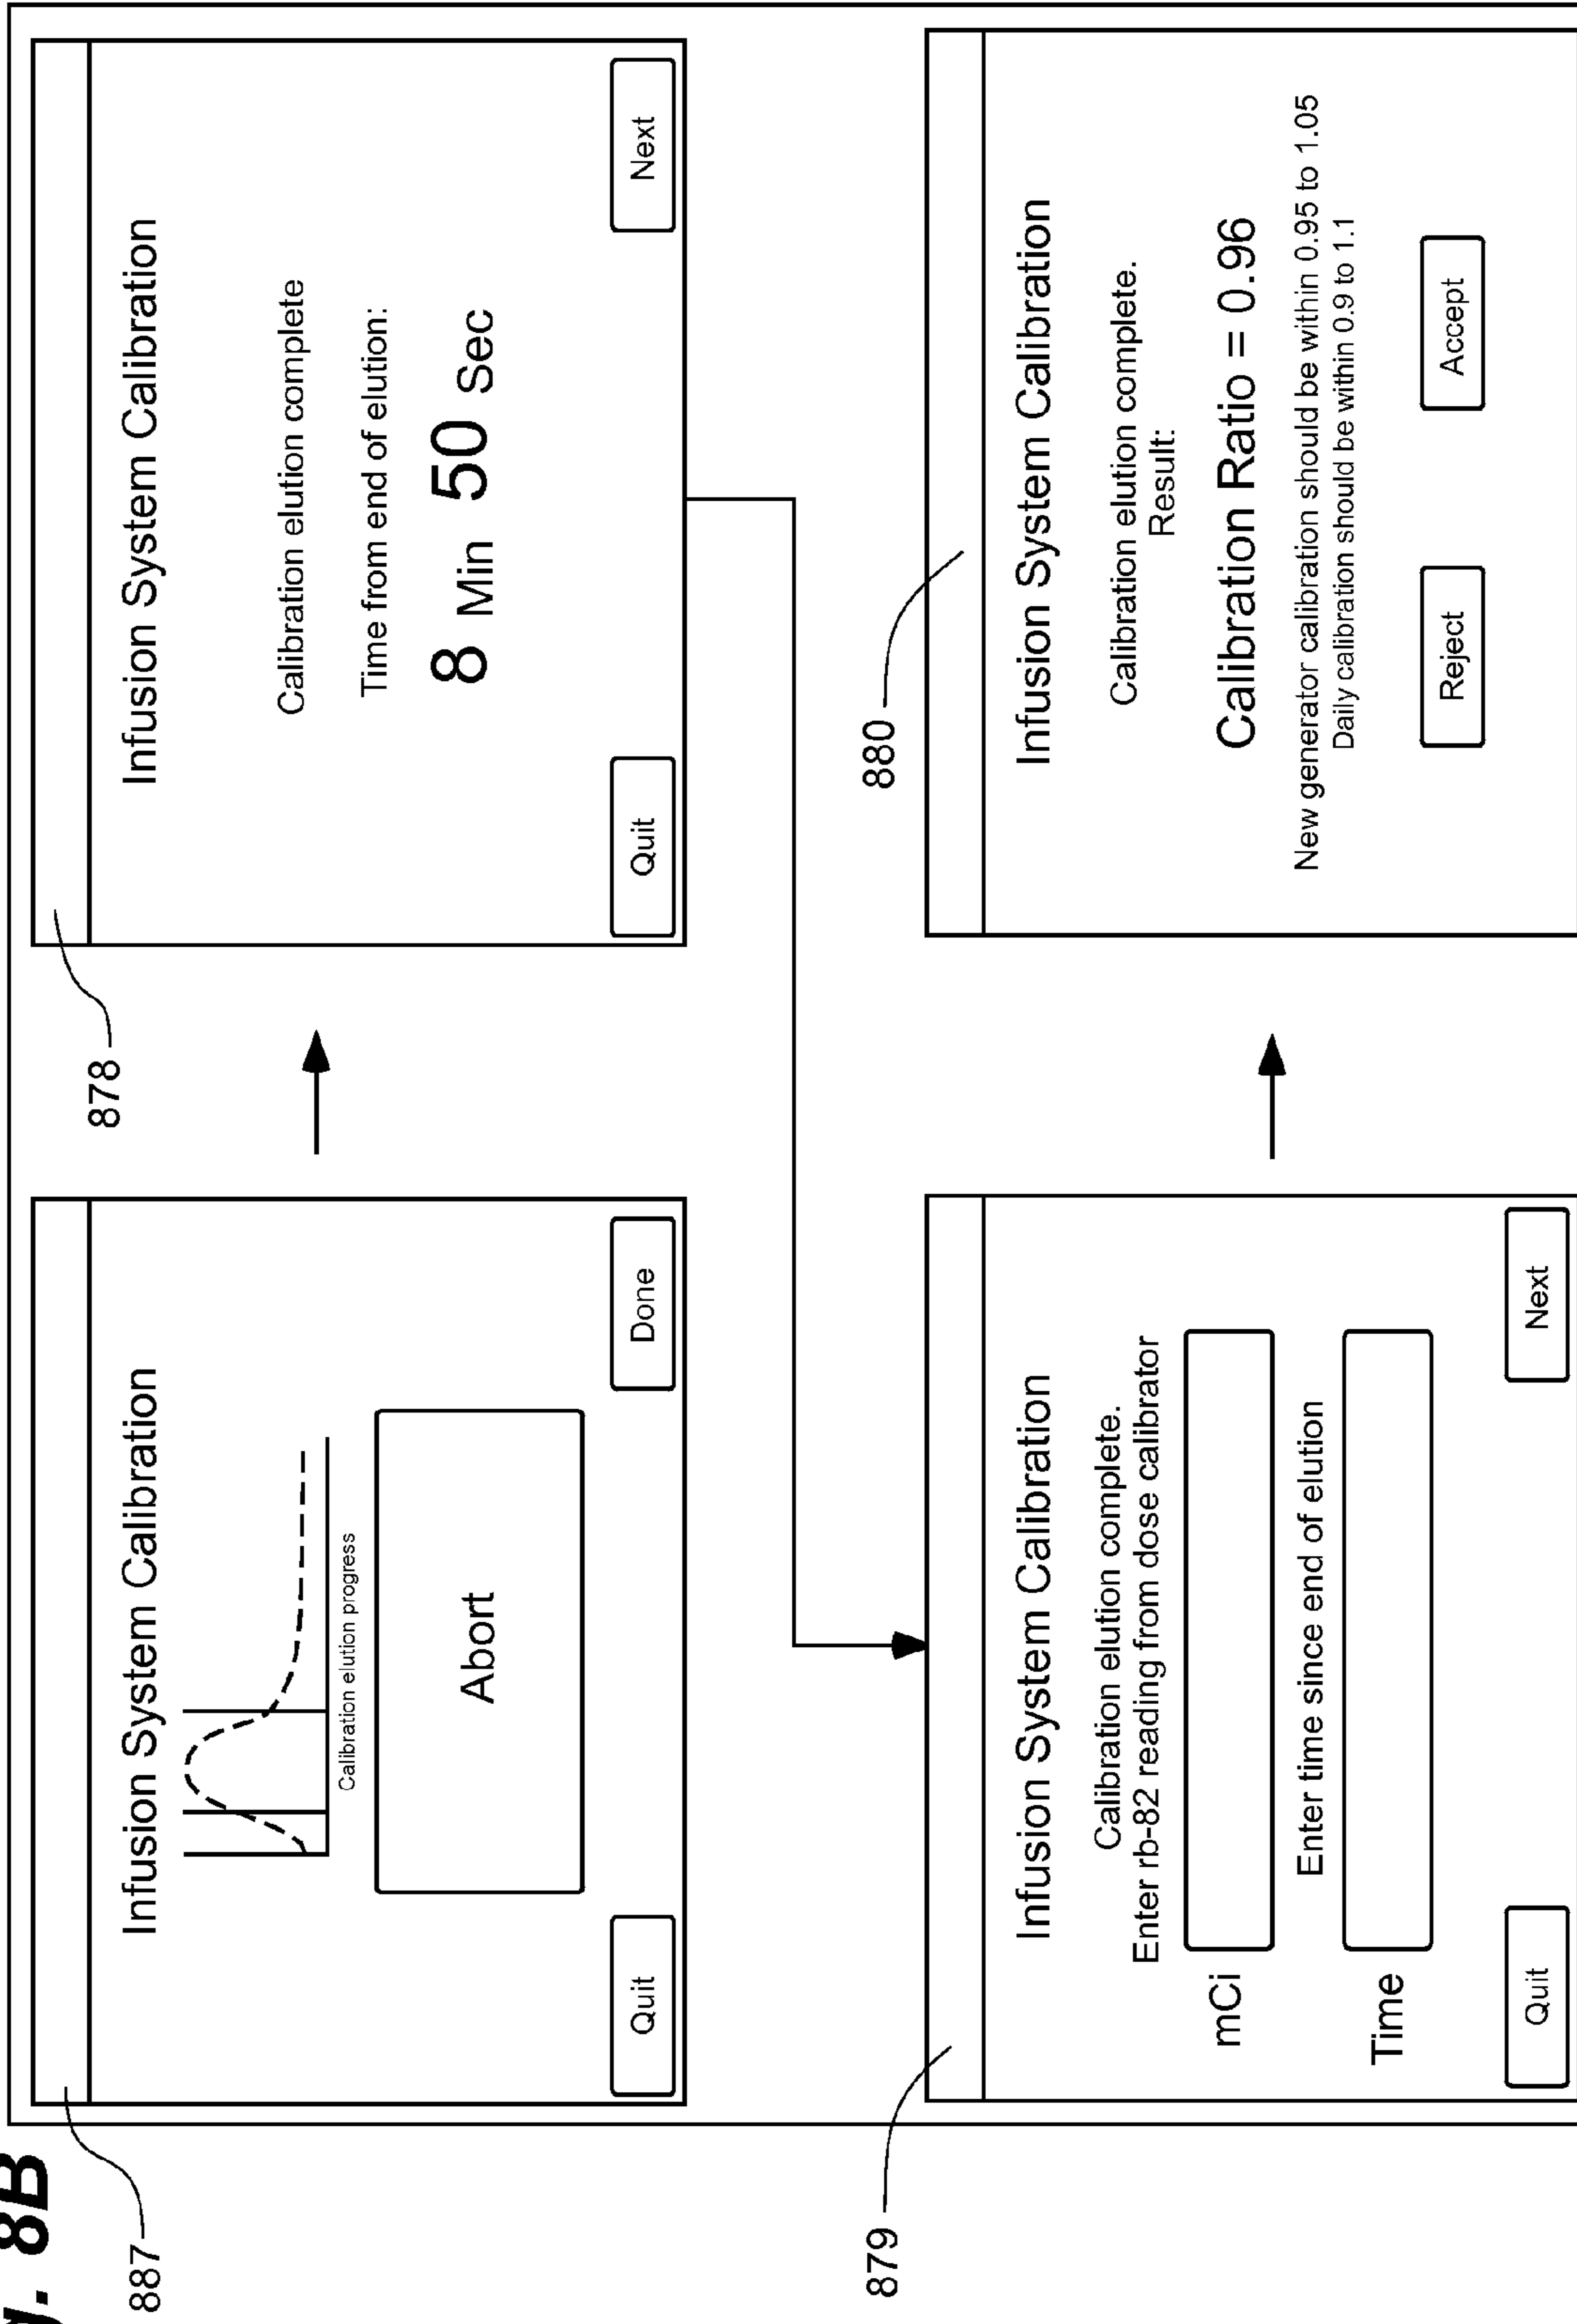 g. 8B
887
Infusion System Calibration
Calibration elution progress
Abort
Quit
Done
878
Infusion System Calibration
Calibration elution complete
Time from end of elution:
8 Min 50 Sec
Quit
Next
879
Infusion System Calibration
Calibration elution complete.
Enter rb-82 reading from dose calibrator
mCi
Enter time since end of elution
Time
Quit
Next
880
Infusion System Calibration
Calibration elution complete.
Result:
Calibration Ratio = 0.96
New generator calibration should be within 0.95 to 1.05
Daily calibration should be within 0.9 to 1.1
Reject
Accept